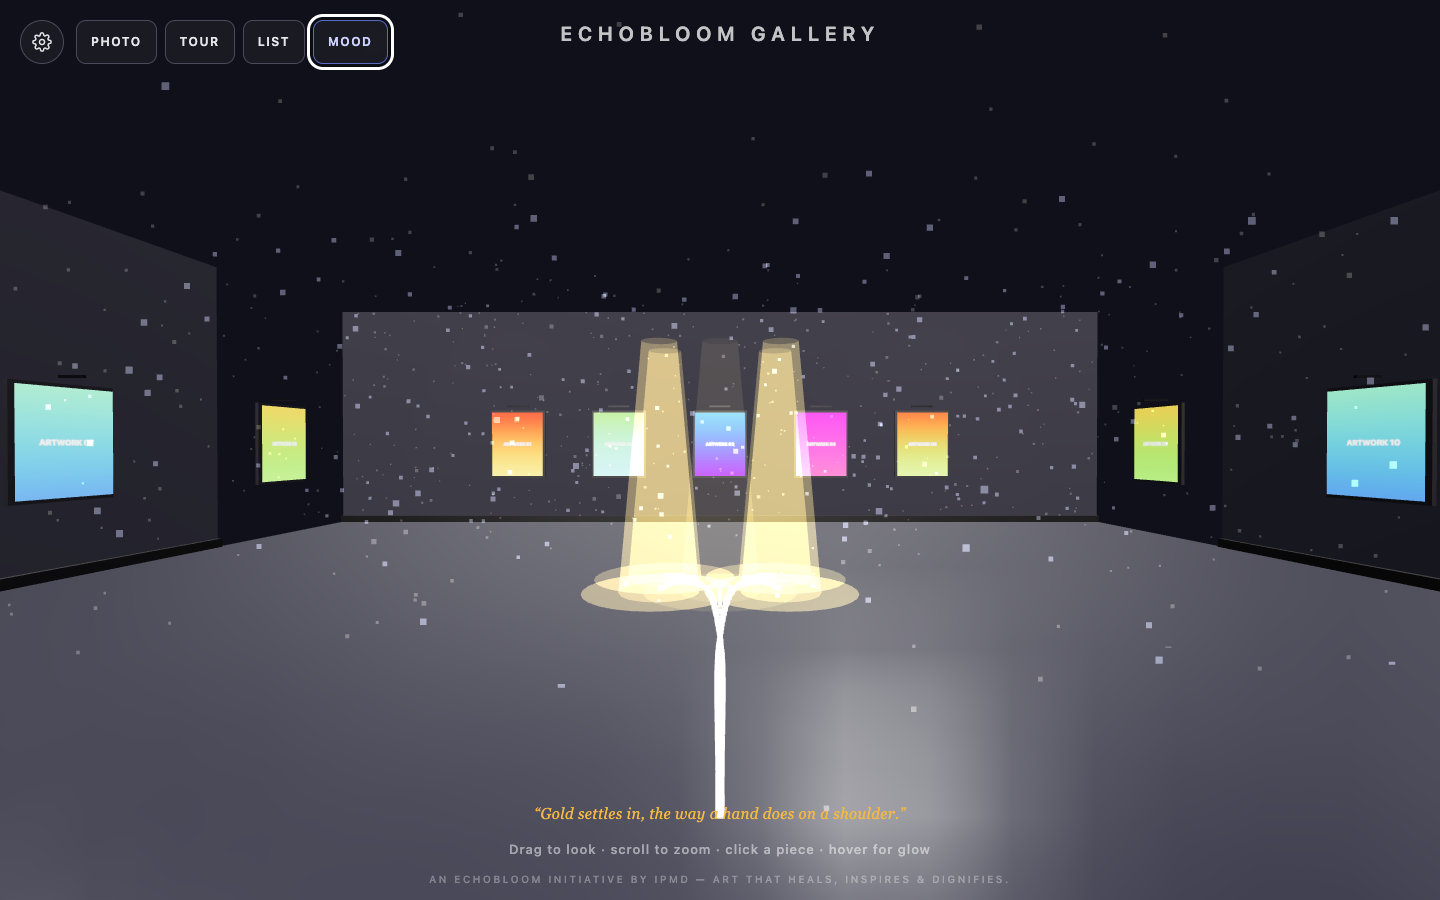 PHOTO
TOUR
LIST
MOOD
ECHOBLOOM GALLERY
ARTWORK
ARTWORK 10
“Gold settles in, the way a hand does on a shoulder.”
Drag to look · scroll to zoom · click a piece · hover for glow
AN ECHOBLOOM INITIATIVE BY IPMD — ART THAT HEALS, INSPIRES & DIGNIFIES.